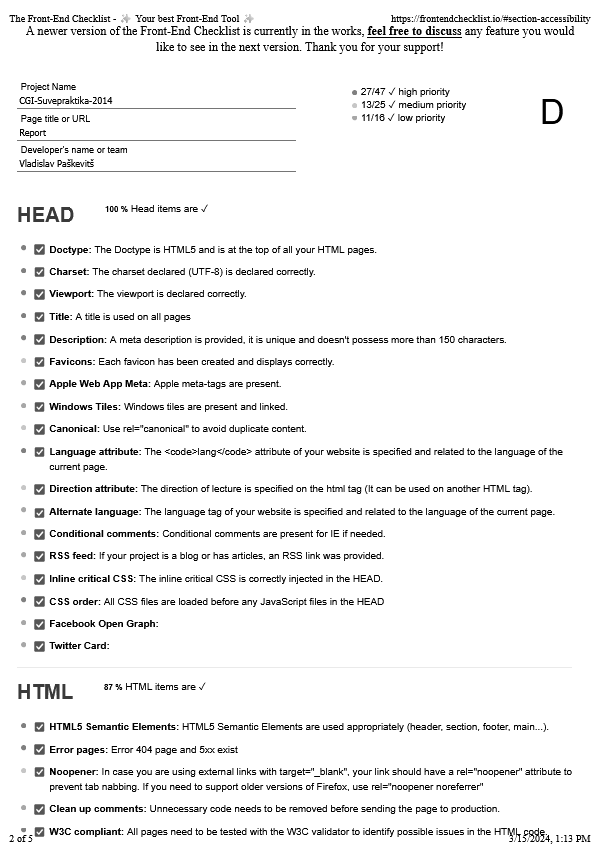 The Front-End Checklist - ✨ Your best Front-End Tool ✨
https://frontendchecklist.io/#section-accessibility
A newer version of the Front-End Checklist is currently in the works, feel free to discuss any feature you would
like to see in the next version. Thank you for your support!
Project Name
CGI-Suvepraktika-2014
Page title or URL
Report
Developer's name or team
Vladislav Paškevitš
27/47 ✓ high priority
13/25 ✓ medium priority
11/16 ✓ low priority
D
HEAD
100 % Head items are ✓
Doctype: The Doctype is HTML5 and is at the top of all your HTML pages.
Charset: The charset declared (UTF-8) is declared correctly.
Viewport: The viewport is declared correctly.
Title: A title is used on all pages
Description: A meta description is provided, it is unique and doesn't possess more than 150 characters.
Favicons: Each favicon has been created and displays correctly.
Apple Web App Meta: Apple meta-tags are present.
Windows Tiles: Windows tiles are present and linked.
Canonical: Use rel="canonical" to avoid duplicate content.
Language attribute: The <code>lang</code> attribute of your website is specified and related to the language of the
current page.
Direction attribute: The direction of lecture is specified on the html tag (It can be used on another HTML tag).
Alternate language: The language tag of your website is specified and related to the language of the current page.
Conditional comments: Conditional comments are present for IE if needed.
RSS feed: If your project is a blog or has articles, an RSS link was provided.
Inline critical CSS: The inline critical CSS is correctly injected in the HEAD.
CSS order: All CSS files are loaded before any JavaScript files in the HEAD
Facebook Open Graph:
Twitter Card:
HTML
87 % HTML items are ✓
HTML5 Semantic Elements: HTML5 Semantic Elements are used appropriately (header, section, footer, main...).
Error pages: Error 404 page and 5xx exist
Noopener: In case you are using external links with target="_blank", your link should have a rel="noopener" attribute to
prevent tab nabbing. If you need to support older versions of Firefox, use rel="noopener noreferrer"
Clean up comments: Unnecessary code needs to be removed before sending the page to production.
W3C compliant: All pages need to be tested with the W3C validator to identify possible issues in the HTML code.
2 of 5
3/15/2024, 1:13 PM